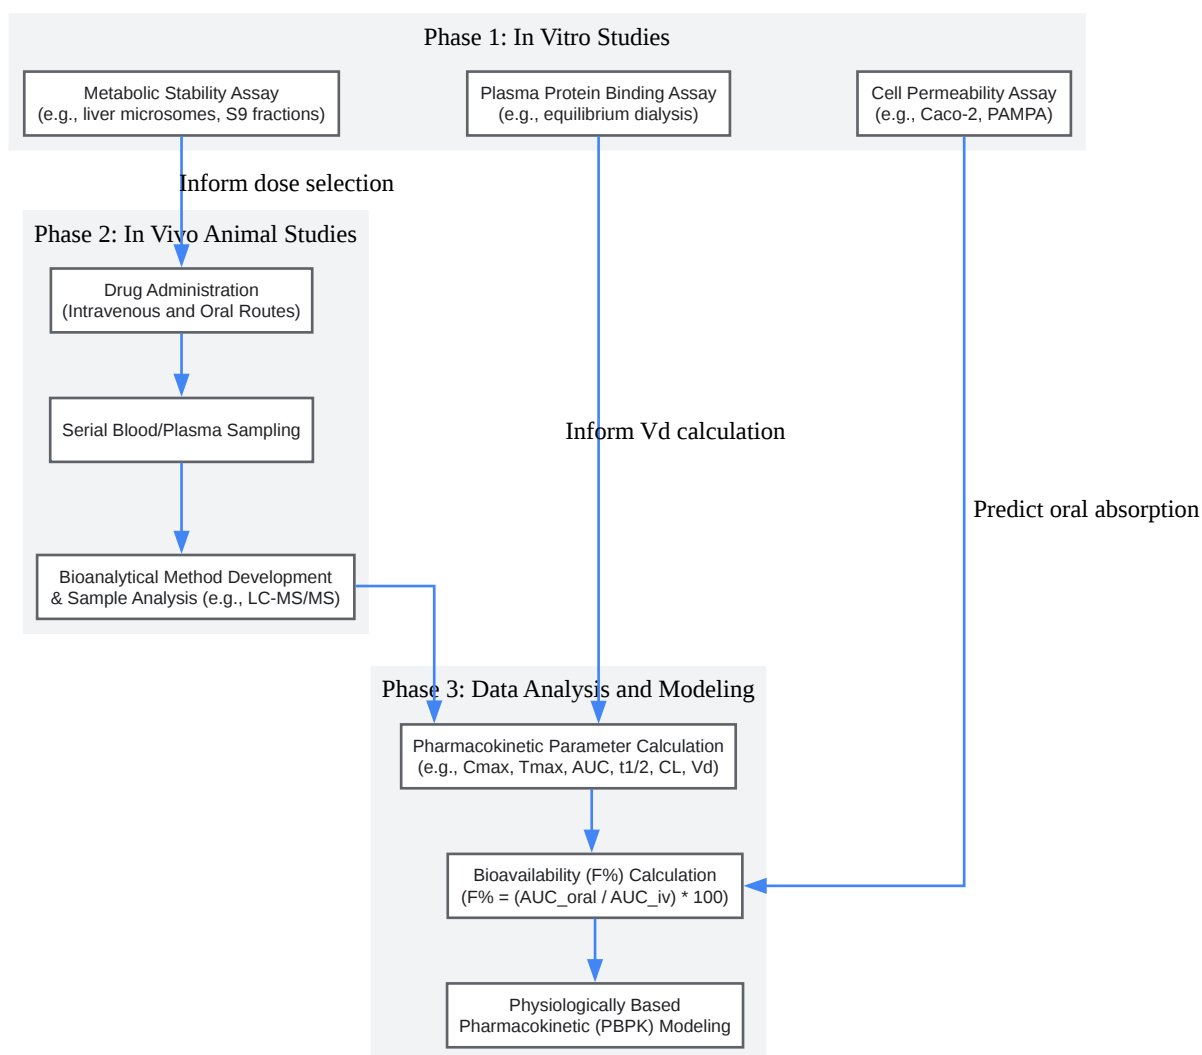 Phase 1: In Vitro Studies
Metabolic Stability Assay
(e.g., liver microsomes, S9 fractions)
Plasma Protein Binding Assay
(e.g., equilibrium dialysis)
Cell Permeability Assay
(e.g., Caco-2, PAMPA)
Inform dose selection
Phase 2: In Vivo Animal Studies
Drug Administration
(Intravenous and Oral Routes)
Serial Blood/Plasma Sampling
Inform Vd calculation
Predict oral absorption
Bioanalytical Method Development
& Sample Analysis (e.g., LC-MS/MS)
Phase 3: Data Analysis and Modeling
Pharmacokinetic Parameter Calculation
(e.g., Cmax, Tmax, AUC, t1/2, CL, Vd)
Bioavailability (F%) Calculation
(F% = (AUC_oral / AUC_iv) * 100)
Physiologically Based
Pharmacokinetic (PBPK) Modeling